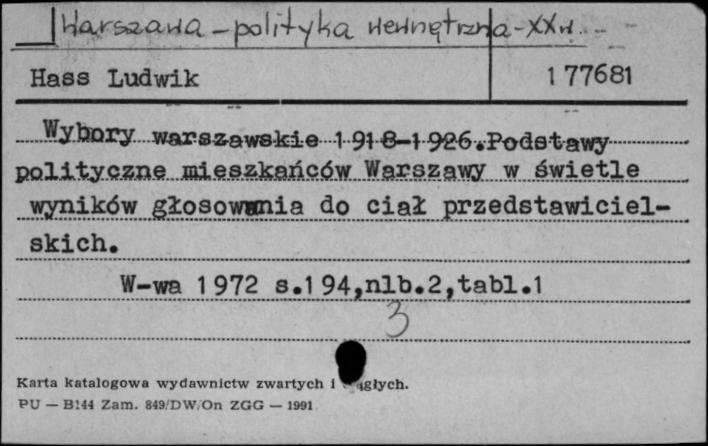 Warszawa - polityka wewnętrzna - XX w.
Hass Ludwik 1 77681
Wybory warszawskie 1918-1926. Podstawy
polityczne mieszkańców Warszawy w świetle
wyników głosowania do ciał przedstawiciel-
skich.
W-wa 1972 s.194,nlb.2,tabl.1
3
Karta katalogowa wydawnictw zwartych i
PU — B144 Zam. 849/DW/On ZGG — 1991